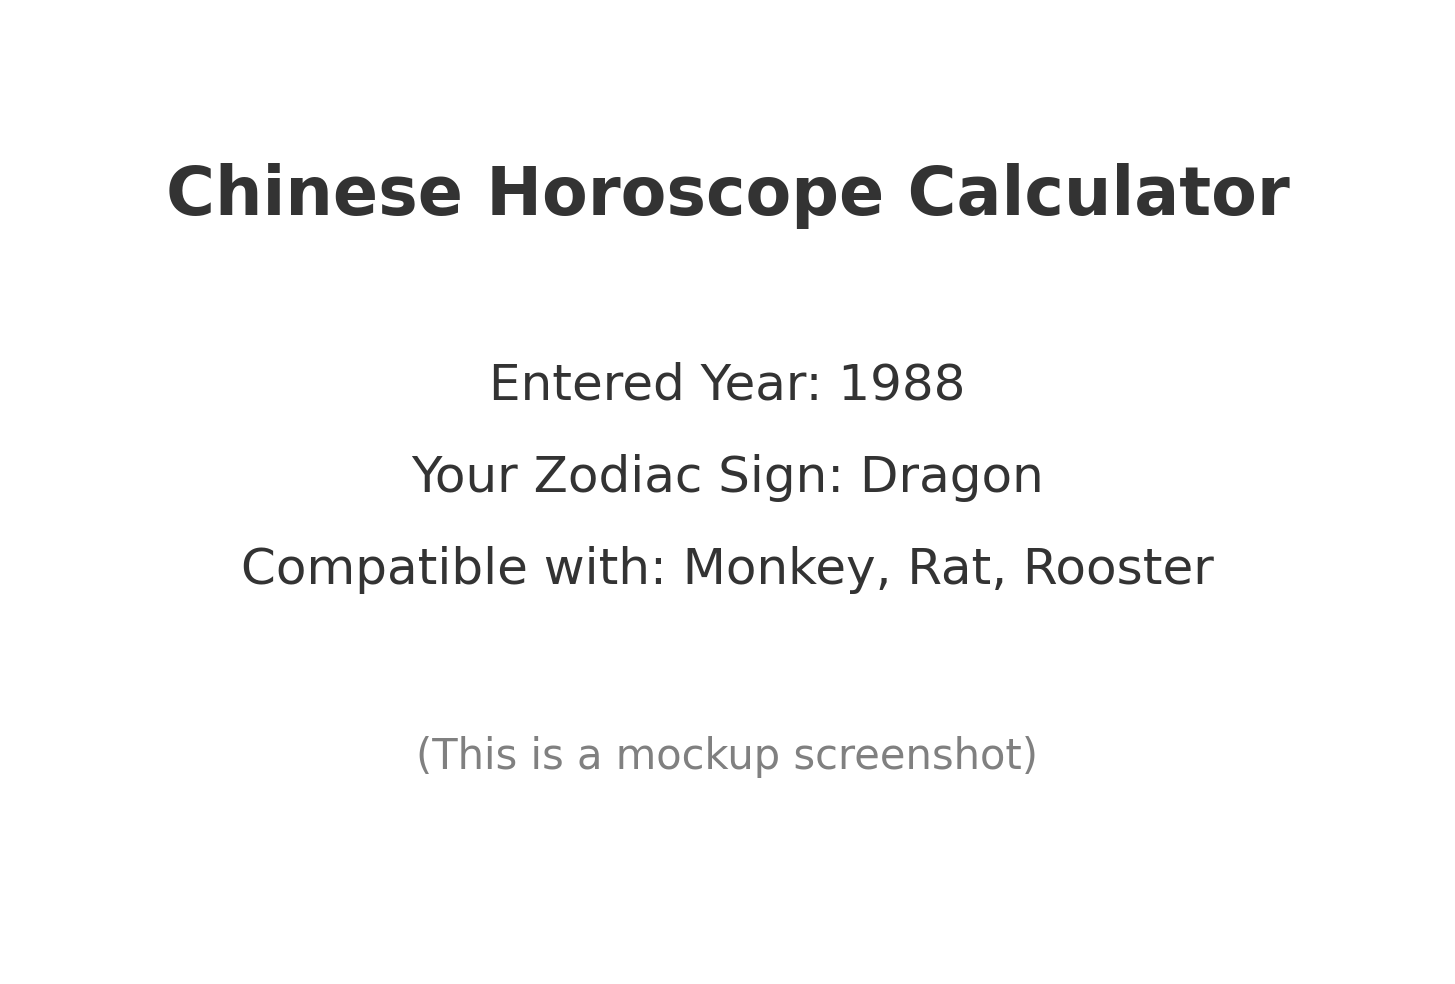 Chinese Horoscope Calculator
Entered Year: 1988
Your Zodiac Sign: Dragon
Compatible with: Monkey, Rat, Rooster
(This is a mockup screenshot)